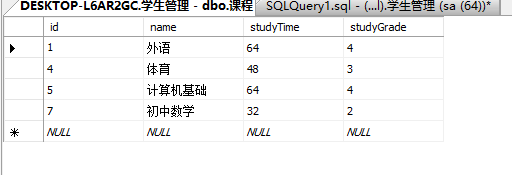 DESKTOP-L6AR2GC.学生管理 - dbo.课程 SQLQuery1.sql - (...l).学生管理 (sa (64))*
id name studyTime studyGrade
1 外语 64 4
4 体育 48 3
5 计算机基础 64 4
7 初中数学 32 2
NULL NULL NULL NULL